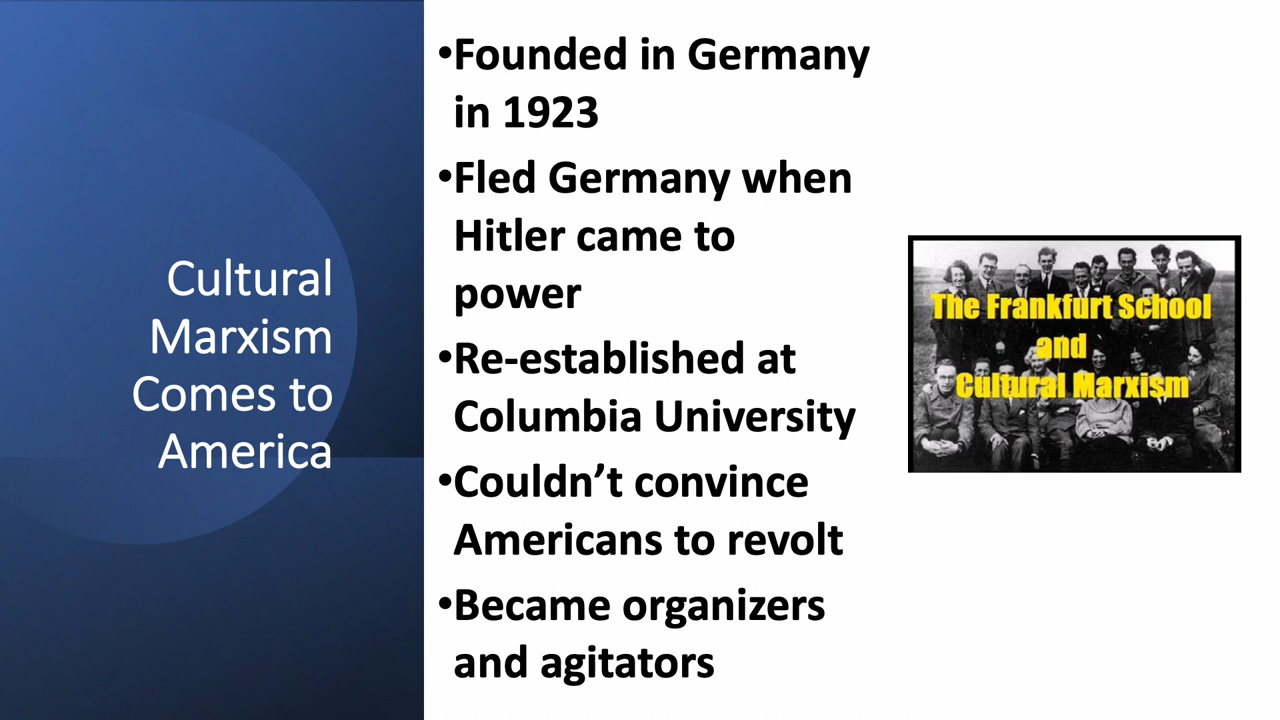 Cultural
Marxism
Comes to
America
•Founded in Germany
in 1923
•Fled Germany when
Hitler came to
power
•Re-established at
Columbia University
•Couldn’t convince
Americans to revolt
•Became organizers
and agitators
The Frankfurt School
and
Cultural Marxism